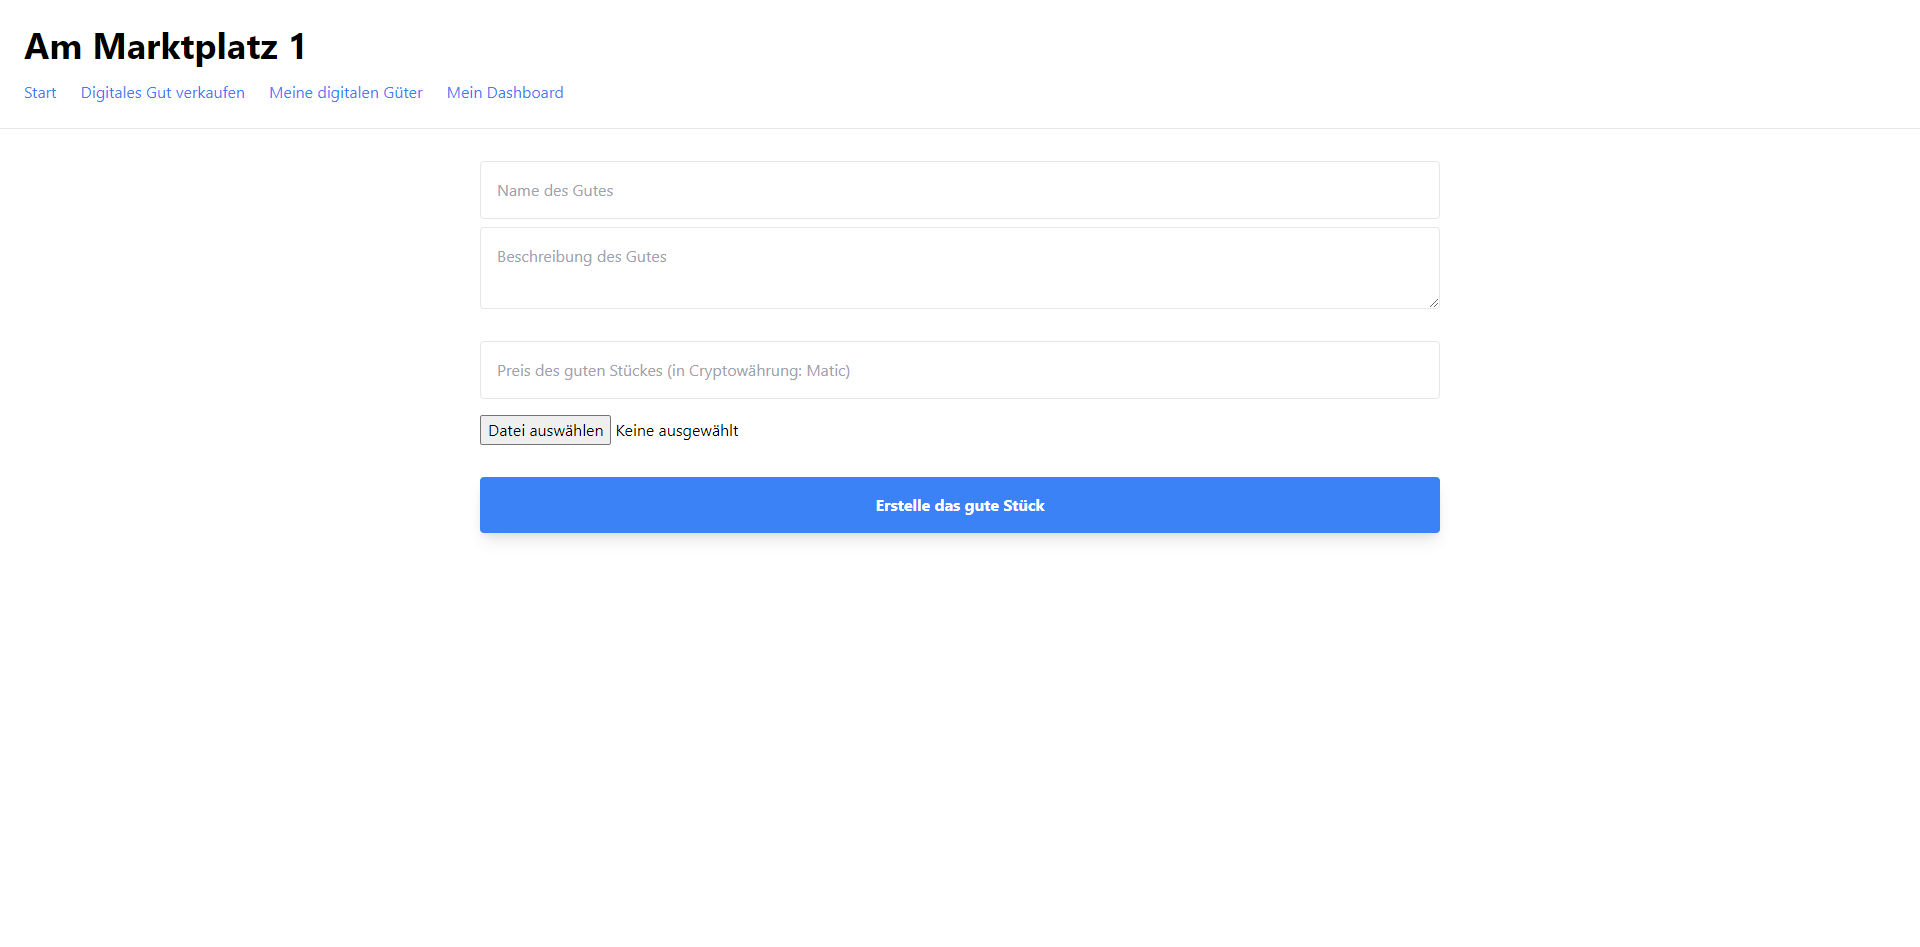 Am Marktplatz 1
Start Digitales Gut verkaufen Meine digitalen Güter Mein Dashboard
Name des Gutes
Beschreibung des Gutes
Preis des guten Stückes (in Cryptowährung: Matic)
Datei auswählen Keine ausgewählt
Erstelle das gute Stück